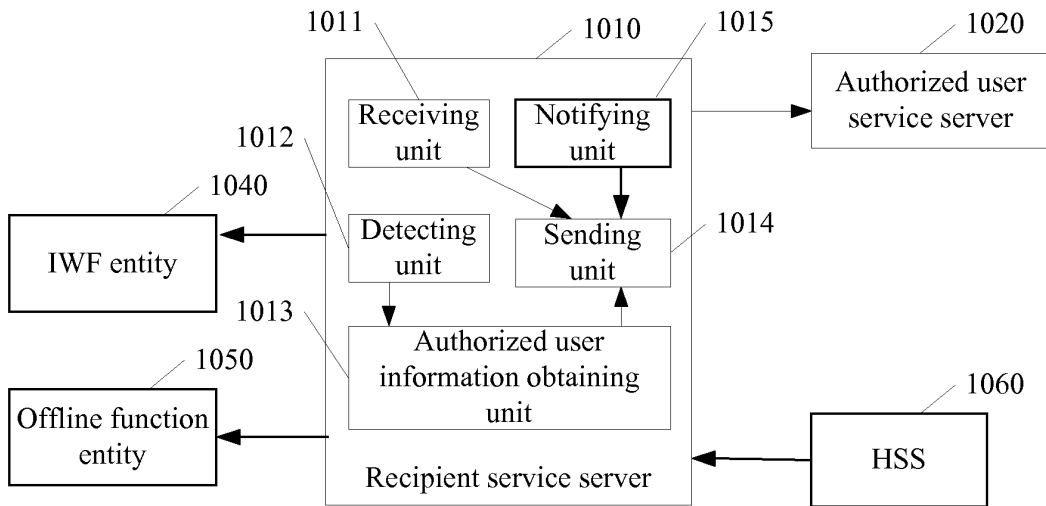 1011
1010
1015
1020
Receiving
unit
Notifying
unit
Authorized user
service server
1012
1040
IWF entity
Detecting
unit
Sending
unit
1014
1013
Authorized user
information obtaining
unit
1050
Offline function
entity
1060
HSS
Recipient service server